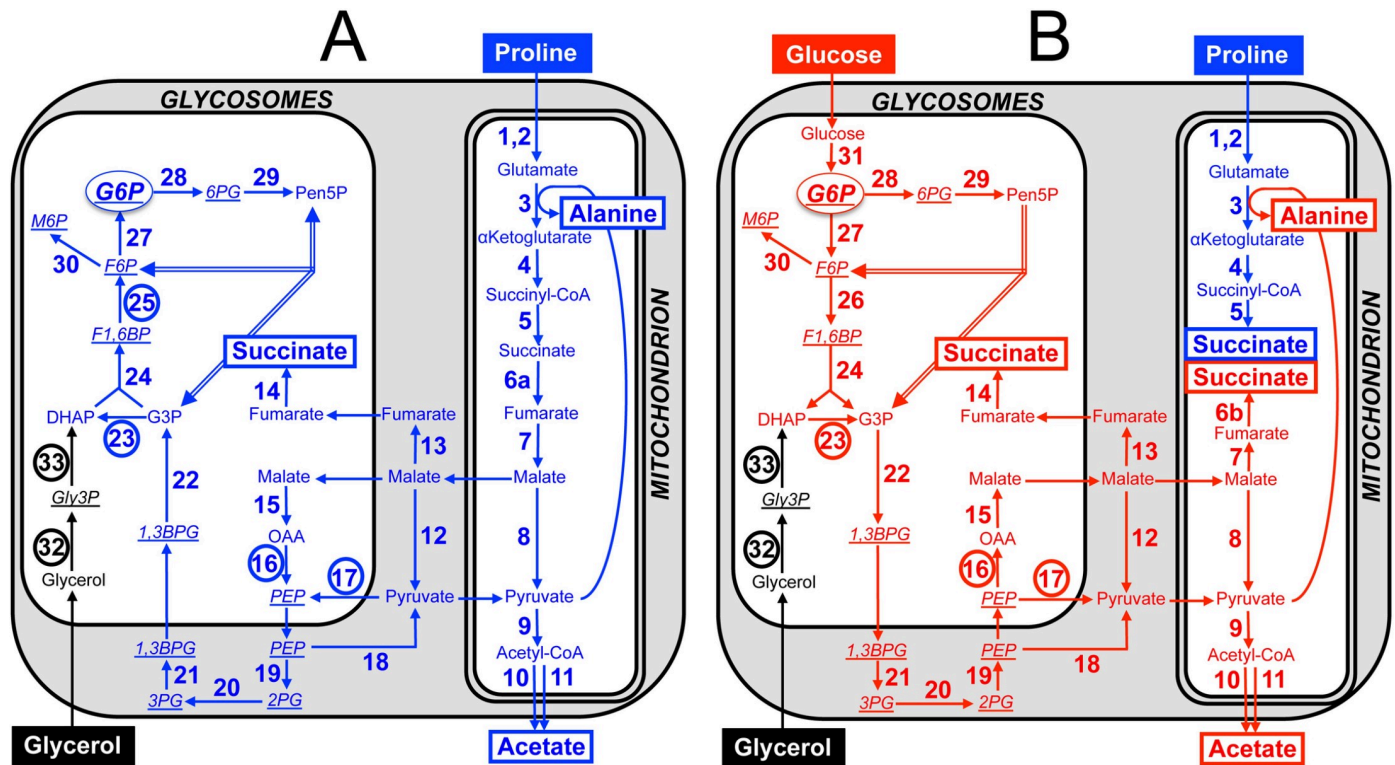 A
Proline
GLYCOSOMES
MITOCHONDRION
1,2
Glutamate
G6P
28
6PG
29
Pen5P
3
Alanine
M6P
27
αKetoglutarate
30
F6P
4
25
Succinyl-CoA
F1,6BP
5
Succinate
Succinate
24
14
6a
DHAP
G3P
Fumarate
Fumarate
Fumarate
23
13
7
33
22
Malate
Malate
Malate
Gly3P
15
1,3BPG
OAA
12
8
32
16
17
Glycerol
PEP
Pyruvate
Pyruvate
9
1,3BPG
PEP
18
Acetyl-CoA
21
19
10
11
3PG
20
2PG
Glycerol
Acetate
B
Glucose
Proline
GLYCOSOMES
MITOCHONDRION
Glucose
1,2
31
Glutamate
G6P
28
6PG
29
Pen5P
3
Alanine
M6P
27
αKetoglutarate
30
F6P
4
26
Succinyl-CoA
5
F1,6BP
Succinate
Succinate
24
Succinate
14
6b
DHAP
G3P
Fumarate
Fumarate
Fumarate
23
13
7
33
22
Malate
Malate
Malate
Gly3P
15
1,3BPG
OAA
12
8
32
16
17
Glycerol
PEP
Pyruvate
Pyruvate
9
1,3BPG
PEP
18
Acetyl-CoA
21
19
10
11
3PG
20
2PG
Glycerol
Acetate